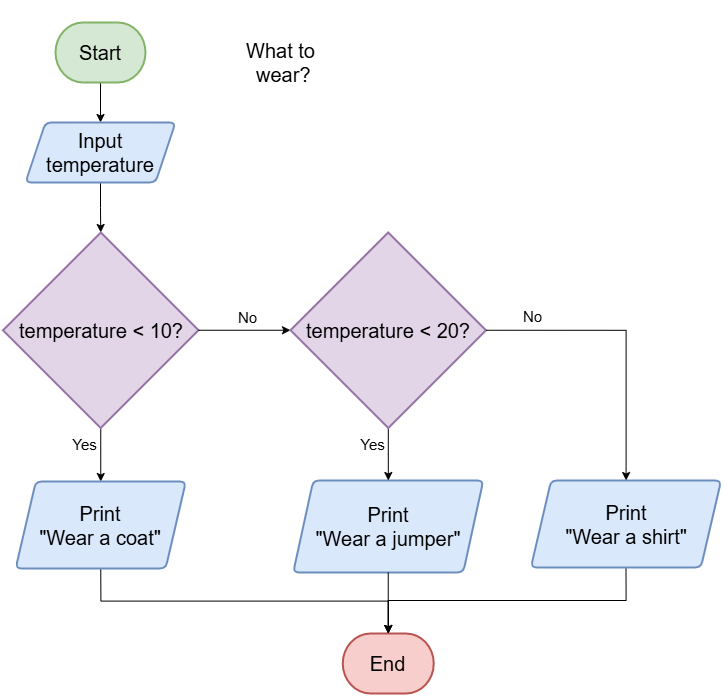 Start
What to
wear?
Input
temperature
temperature < 10?
No
temperature < 20?
No
Yes
Yes
Print
"Wear a coat"
Print
"Wear a jumper"
Print
"Wear a shirt"
End